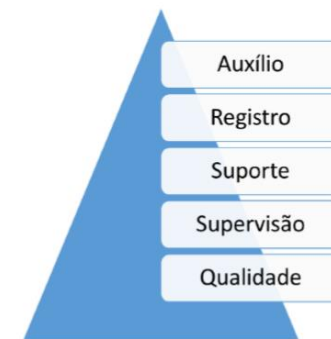 Auxílio
Registro
Suporte
Supervisão
Qualidade